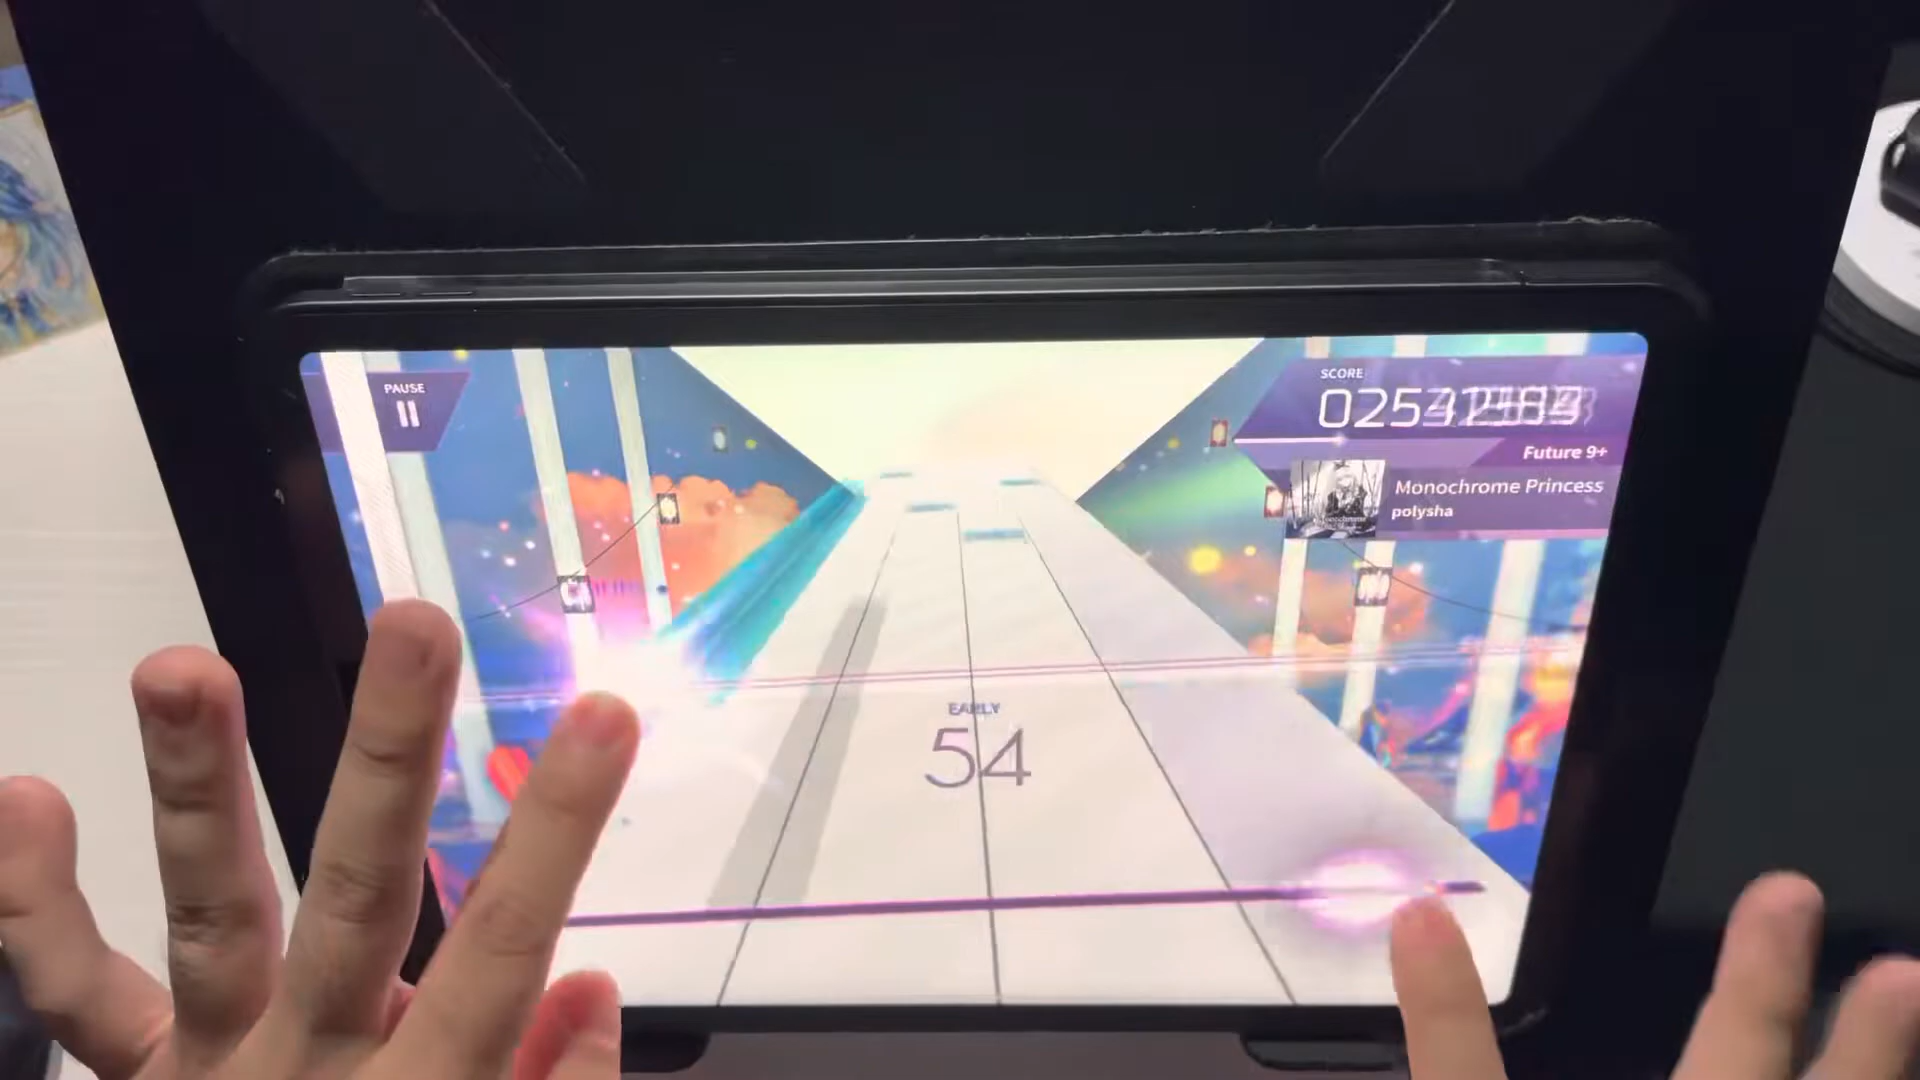 PAUSE
SCORE
Future 9+
Monochrome Princess
polysha
EARLY
54